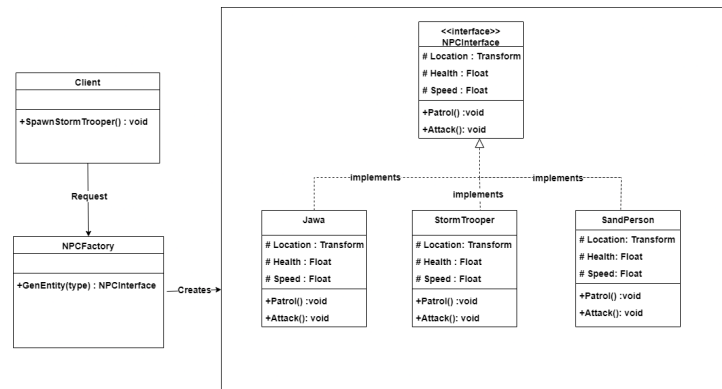 <<interface>>
NPCInterface
# Location : Transform
# Health : Float
# Speed : Float
+Patrol() :void
+Attack(): void
Client
+SpawnStormTrooper() : void
Request
NPCFactory
+GenEntity(type) : NPCInterface
Creates
implements
implements
implements
Jawa
# Location : Transform
# Health : Float
# Speed : Float
+Patrol() :void
+Attack(): void
StormTrooper
# Location: Transform
# Health : Float
# Speed : Float
+Patrol() : void
+Attack(): void
SandPerson
# Location: Transform
# Health: Float
# Speed: Float
+Patrol() :void
+Attack(): void